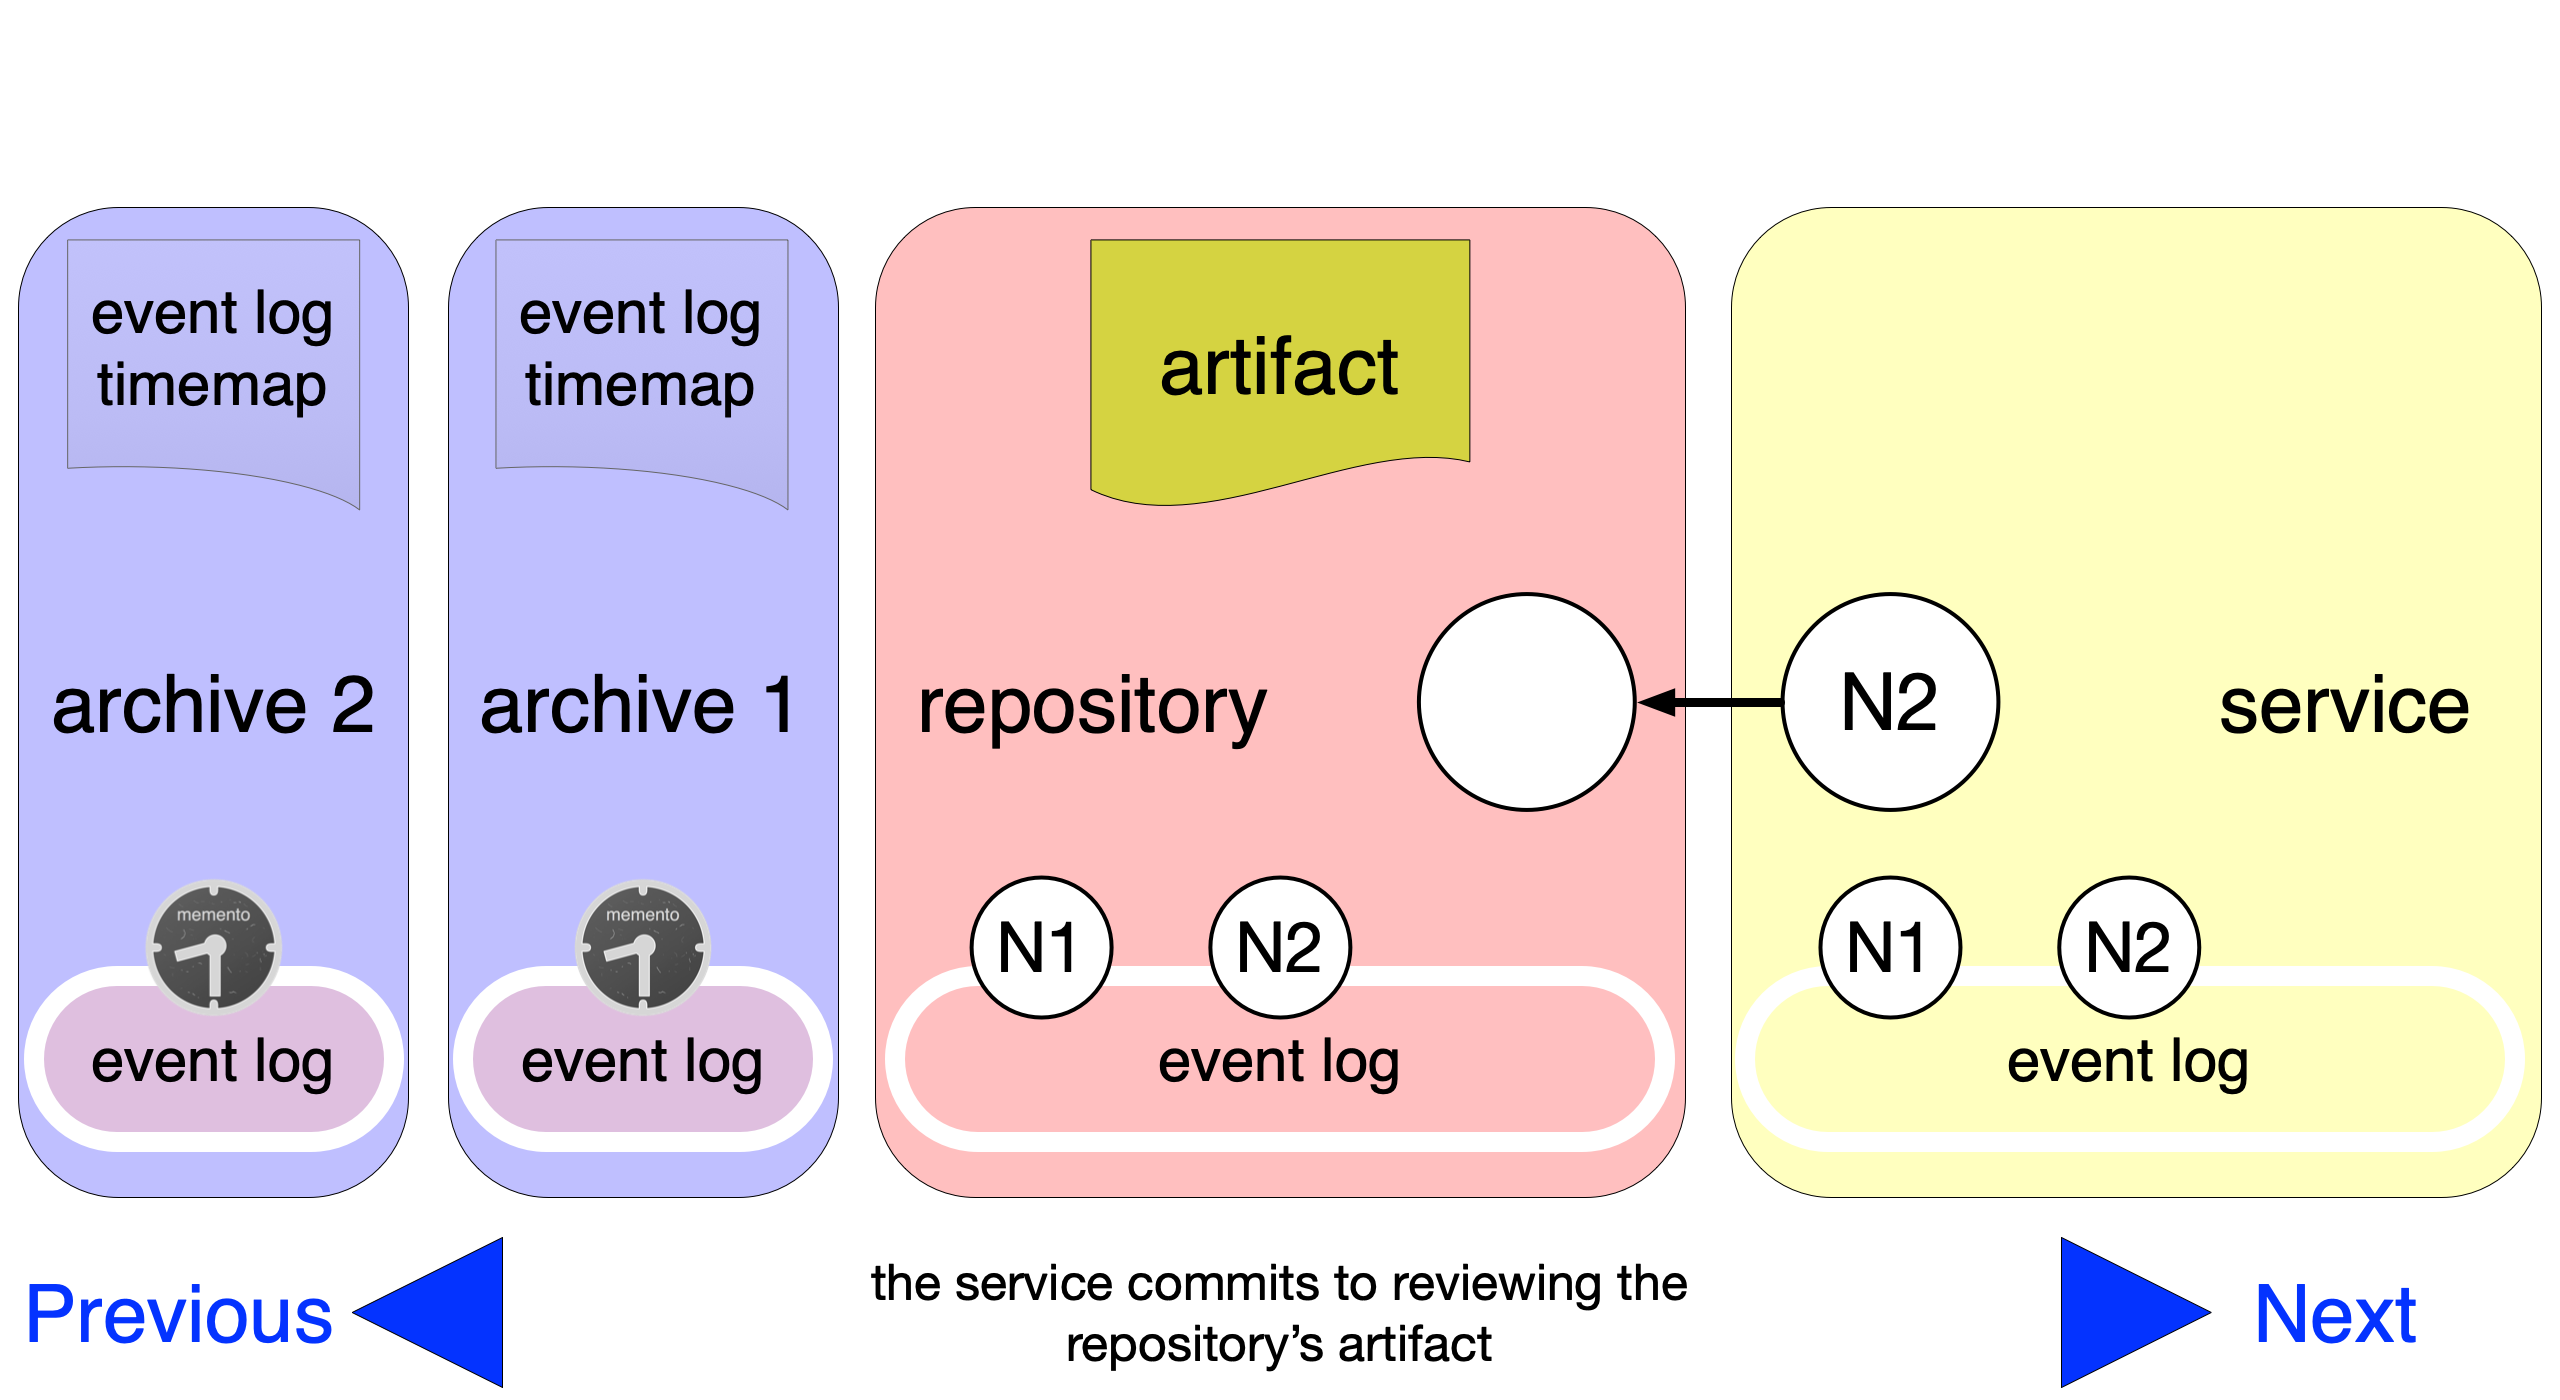 event log
timemap
event log
timemap
artifact
archive 2
archive 1
repository
N2
service
memento
memento
N1
N2
N1
N2
event log
event log
event log
event log
Previous
the service commits to reviewing the
repository’s artifact
Next